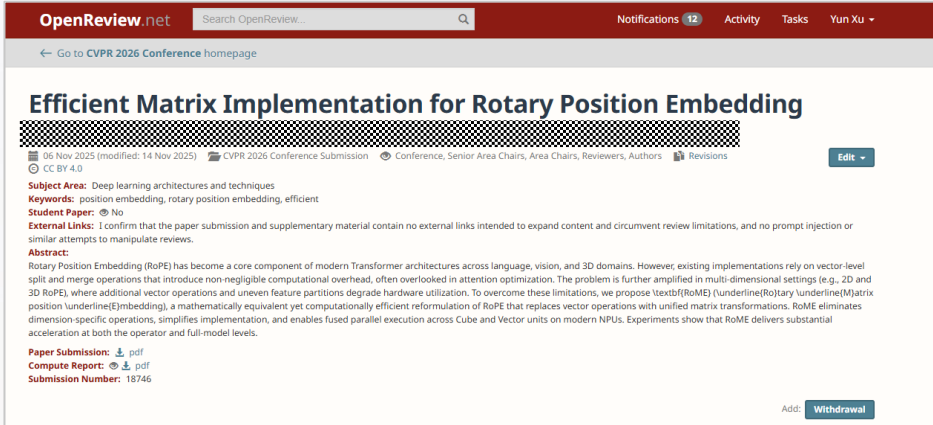 OpenReview.net Search OpenReview... Notifications 12 Activity Tasks Yun Xu
← Go to CVPR 2026 Conference homepage
Efficient Matrix Implementation for Rotary Position Embedding
06 Nov 2025 (modified: 14 Nov 2025) CVPR 2026 Conference Submission Conference, Senior Area Chairs, Area Chairs, Reviewers, Authors Revisions Edit
CC BY 4.0
Subject Area: Deep learning architectures and techniques
Keywords: position embedding, rotary position embedding, efficient
Student Paper: No
External Links: I confirm that the paper submission and supplementary material contain no external links intended to expand content and circumvent review limitations, and no prompt injection or
similar attempts to manipulate reviews.
Abstract:
Rotary Position Embedding (RoPE) has become a core component of modern Transformer architectures across language, vision, and 3D domains. However, existing implementations rely on vector-level
split and merge operations that introduce non-negligible computational overhead, often overlooked in attention optimization. The problem is further amplified in multi-dimensional settings (e.g., 2D and
3D RoPE), where additional vector operations and uneven feature partitions degrade hardware utilization. To overcome these limitations, we propose \textbf{RoME} (\underline{Ro}tary \underline{M}atrix
position \underline{E}mbedding), a mathematically equivalent yet computationally efficient reformulation of RoPE that replaces vector operations with unified matrix transformations. RoME eliminates
dimension-specific operations, simplifies implementation, and enables fused parallel execution across Cube and Vector units on modern NPUs. Experiments show that RoME delivers substantial
acceleration at both the operator and full-model levels.
Paper Submission: pdf
Compute Report: pdf
Submission Number: 18746
Add: Withdrawal